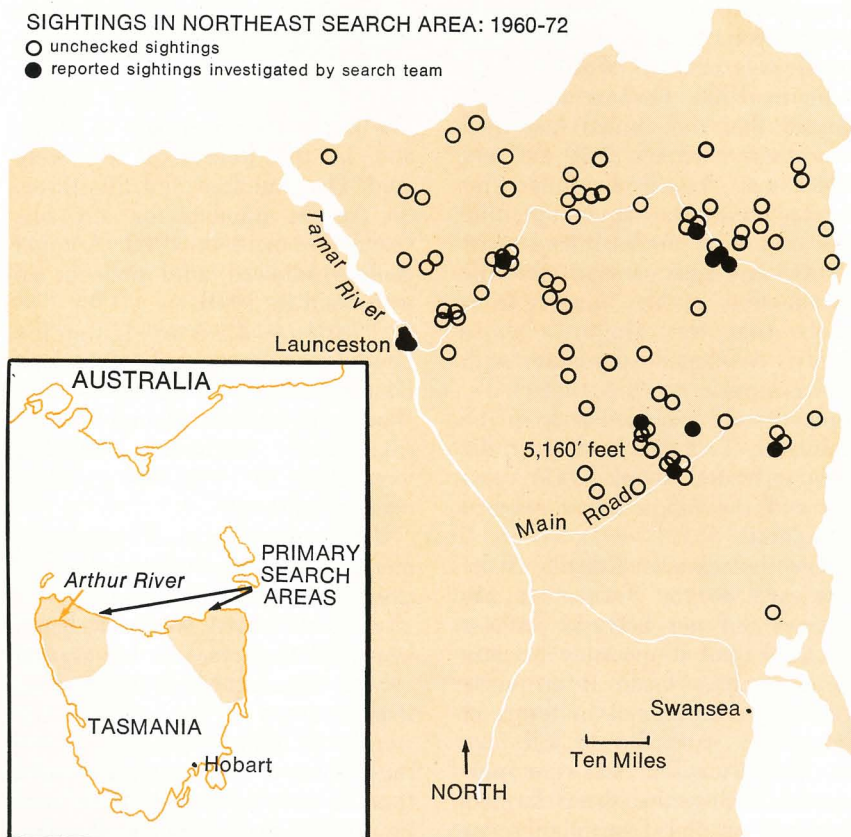 SIGHTINGS IN NORTHEAST SEARCH AREA: 1960-72
unchecked sightings
reported sightings investigated by search team
Tamar River
Launceston
AUSTRALIA
5,160′ feet
Main Road
PRIMARY
SEARCH
AREAS
Arthur River
TASMANIA
Hobart
Swansea
Ten Miles
NORTH